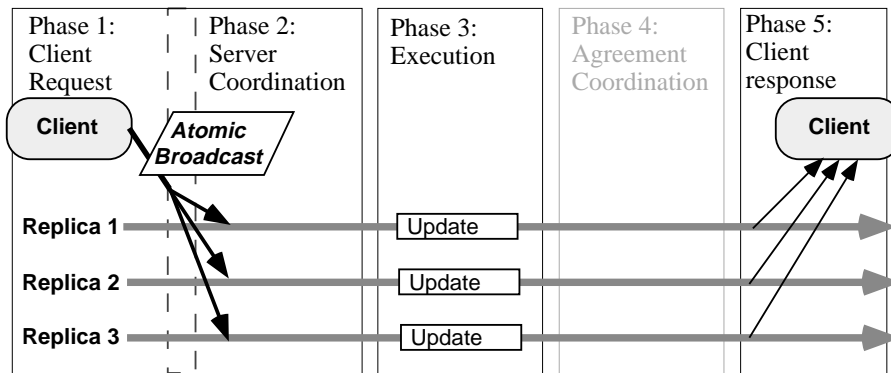 Phase 1:
Client
Request
Phase 2:
Server
Coordination
Phase 3:
Execution
Phase 4:
Agreement
Coordination
Phase 5:
Client
response
Client
Atomic
Broadcast
Client
Replica 1
Update
Replica 2
Update
Replica 3
Update